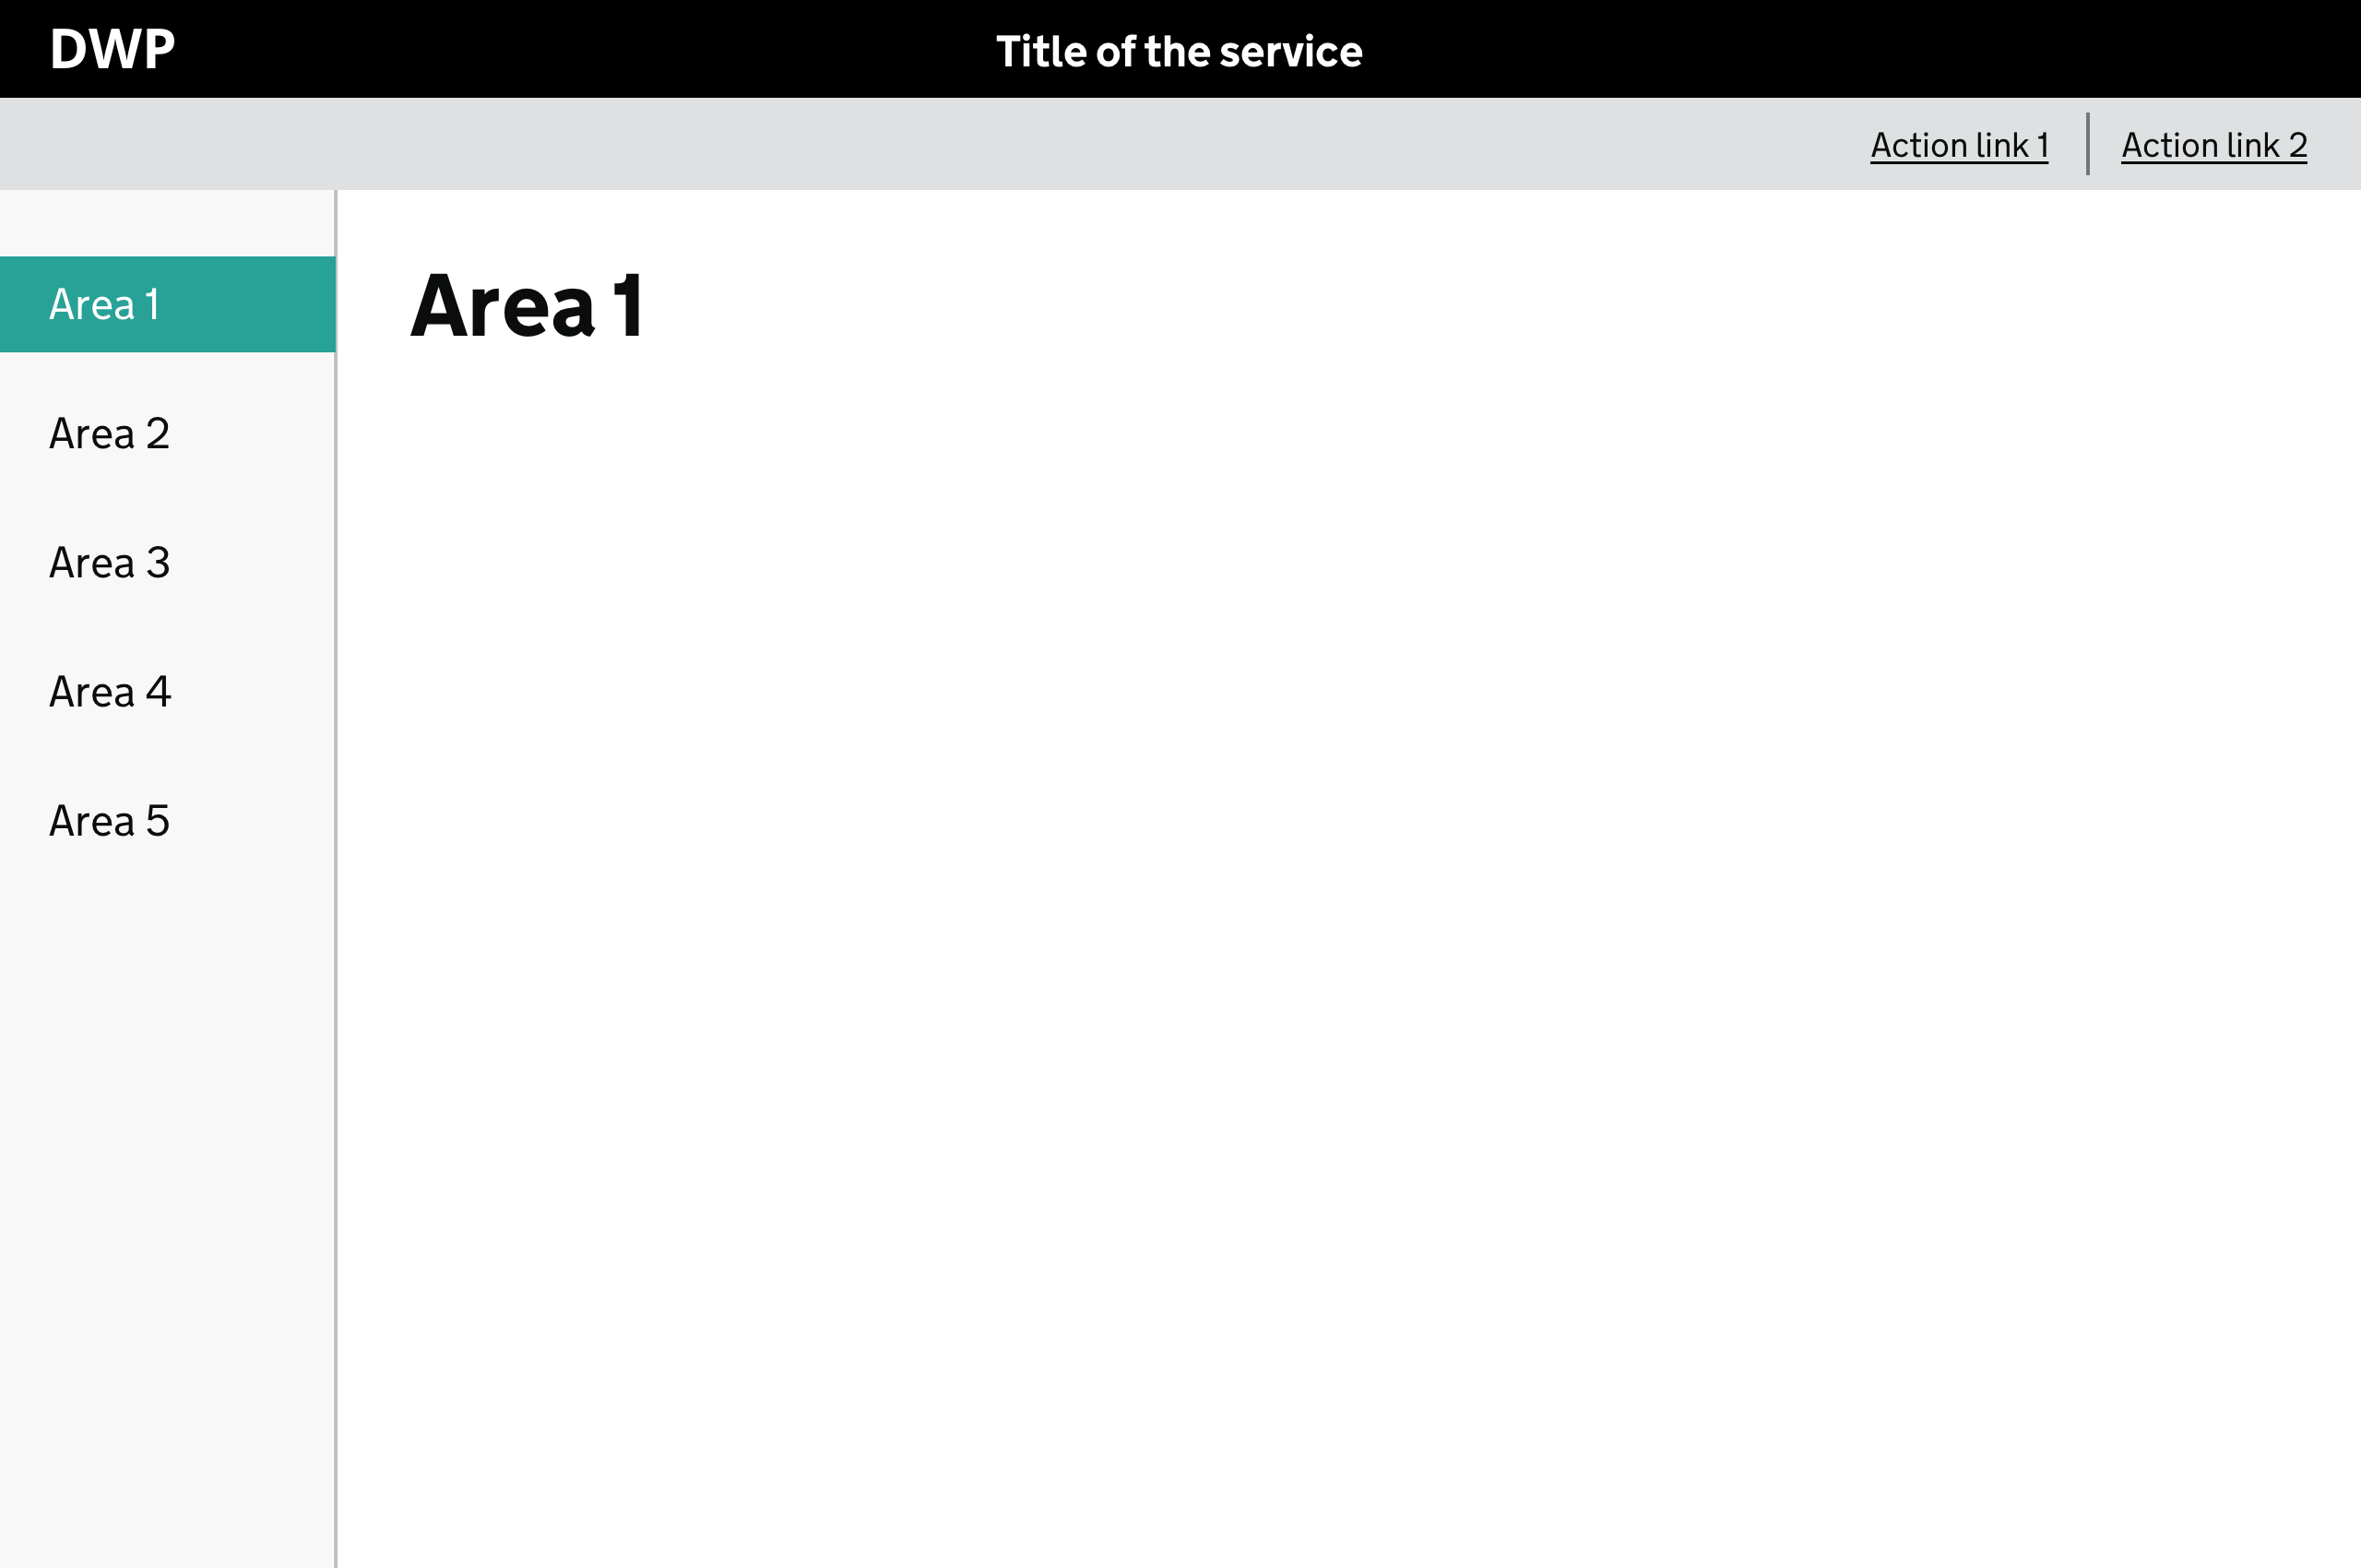 DWP
Title of the service
Action link 1
Action link 2
Area 1
Area 2
Area 3
Area 4
Area 5
Area 1